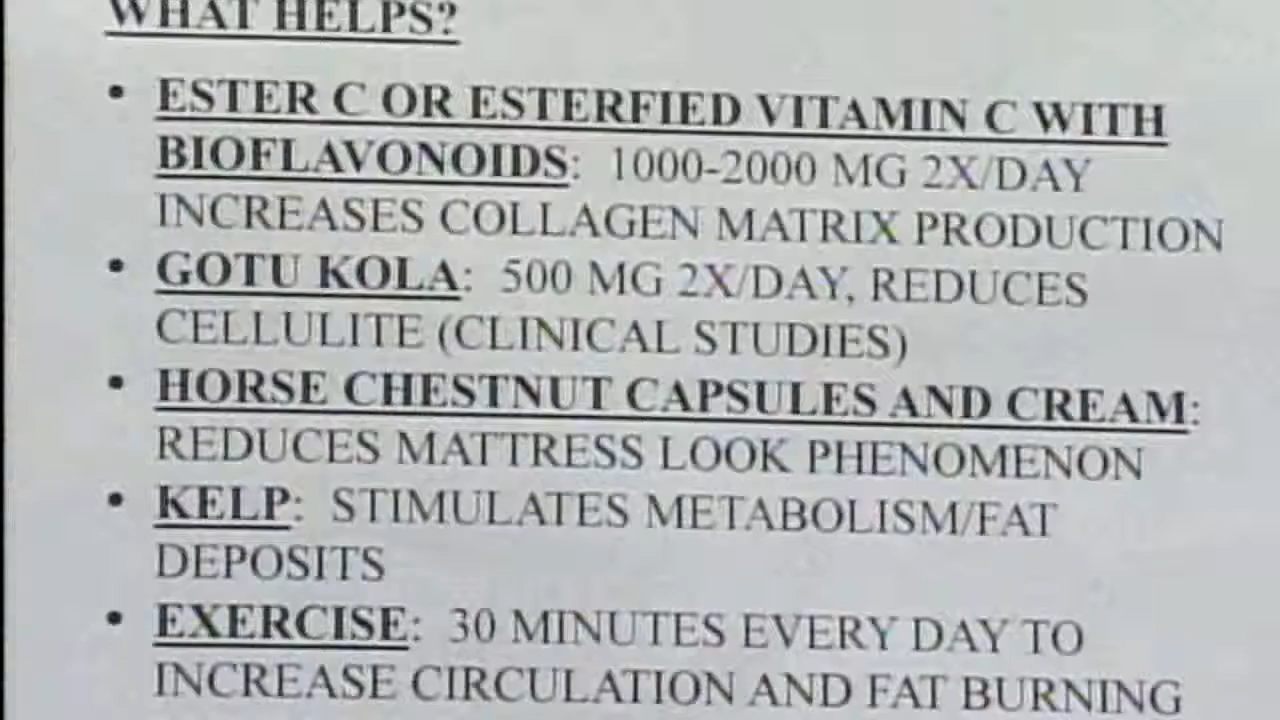 WHAT HELPS?
• ESTER C OR ESTERFIED VITAMIN C WITH
BIOFLAVONOIDS: 1000-2000 MG 2X/DAY
INCREASES COLLAGEN MATRIX PRODUCTION
• GOTU KOLA: 500 MG 2X/DAY, REDUCES
CELLULITE (CLINICAL STUDIES)
• HORSE CHESTNUT CAPSULES AND CREAM:
REDUCES MATTRESS LOOK PHENOMENON
• KELP: STIMULATES METABOLISM/FAT
DEPOSITS
• EXERCISE: 30 MINUTES EVERY DAY TO
INCREASE CIRCULATION AND FAT BURNING